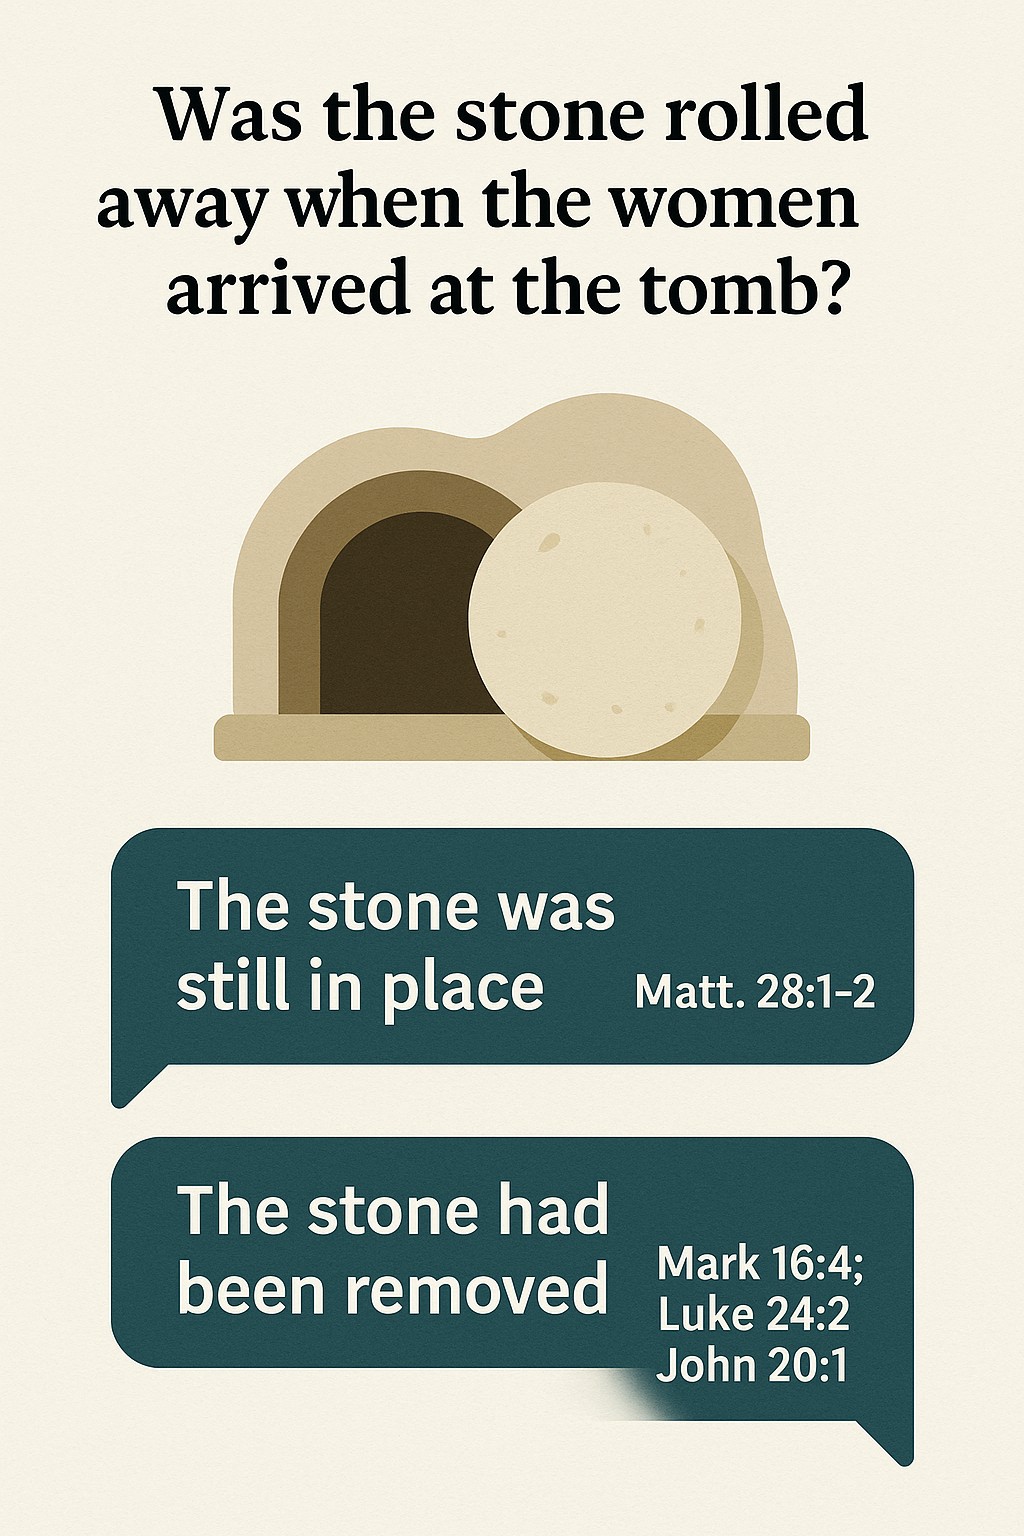 Was the stone rolled
away when the women
arrived at the tomb?
The stone was
still in place
Matt. 28:1–2
The stone had
been removed
Mark 16:4;
Luke 24:2
John 20:1